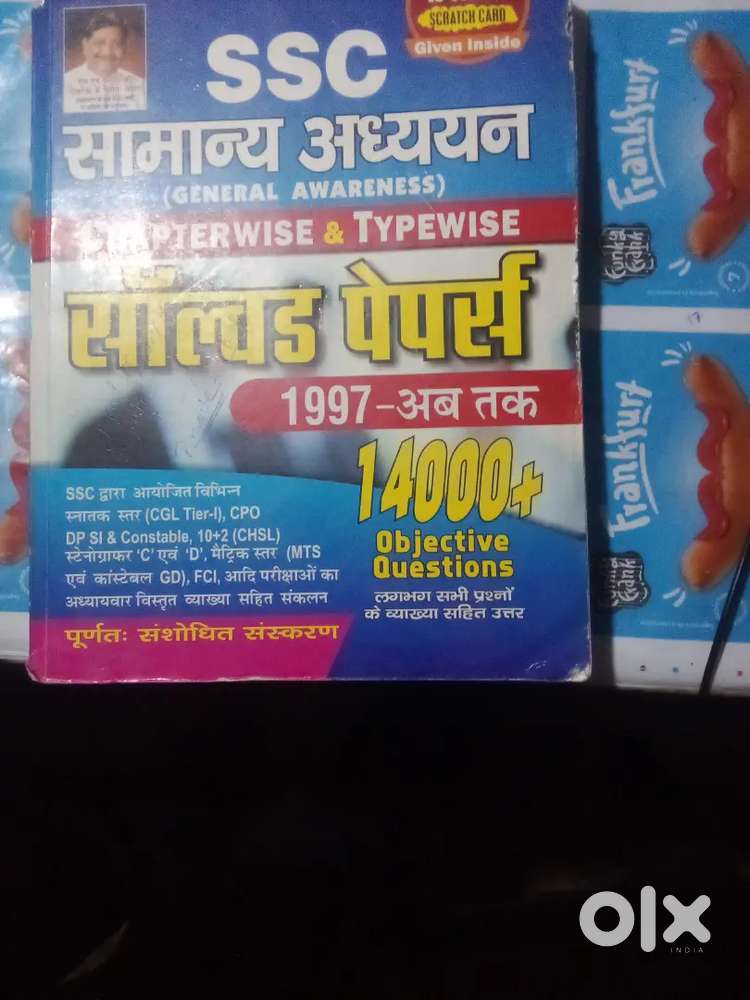 SCRATCH CARD
Given Inside
SSC
सामान्य अध्ययन
(GENERAL AWARENESS)
& TYPEWISE
सॉल्वड पेपर्स
1997-अब तक
14000+
Objective
Questions
लगभग सभी प्रश्नों
के व्याख्या सहित उत्तर
SSC द्वारा आयोजित विभिन्न
स्नातक स्तर (CGL Tier-I), CPO
DP SI & Constable, 10+2 (CHSL)
स्टेनोग्राफर 'C' एवं 'D', मैट्रिक स्तर (MTS
एवं कांस्टेबल GD), FCI, आदि परीक्षाओं का
अध्यायवार विस्तृत व्याख्या सहित संकलन
पूर्णतः संशोधित संस्करण
Frankfurt
Frankfurt
olx
INDIA